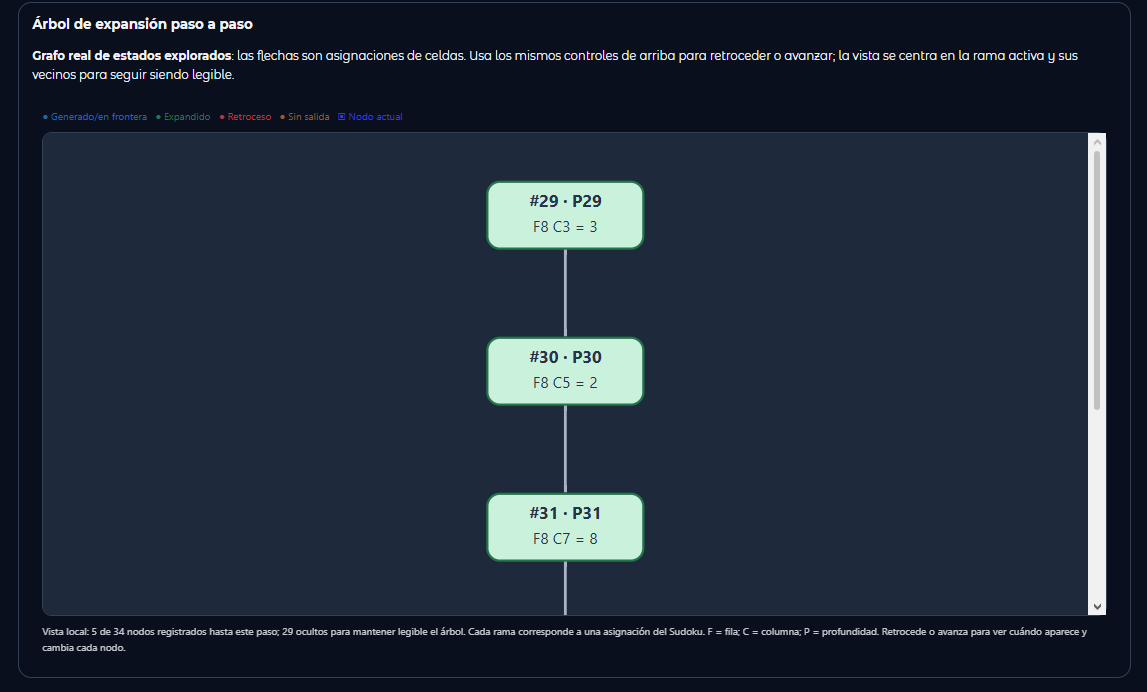 Árbol de expansión paso a paso
Grafo real de estados explorados: las flechas son asignaciones de celdas. Usa los mismos controles de arriba para retroceder o avanzar; la vista se centra en la rama activa y sus
vecinos para seguir siendo legible.
Generado/en frontera Expandido Retroceso Sin salida Nodo actual
#29 · P29
F8 C3 = 3
#30 · P30
F8 C5 = 2
#31 · P31
F8 C7 = 8
Vista local: 5 de 34 nodos registrados hasta este paso; 29 ocultos para mantener legible el árbol. Cada rama corresponde a una asignación del Sudoku. F = fila; C = columna; P = profundidad. Retrocede o avanza para ver cuándo aparece y
cambia cada nodo.